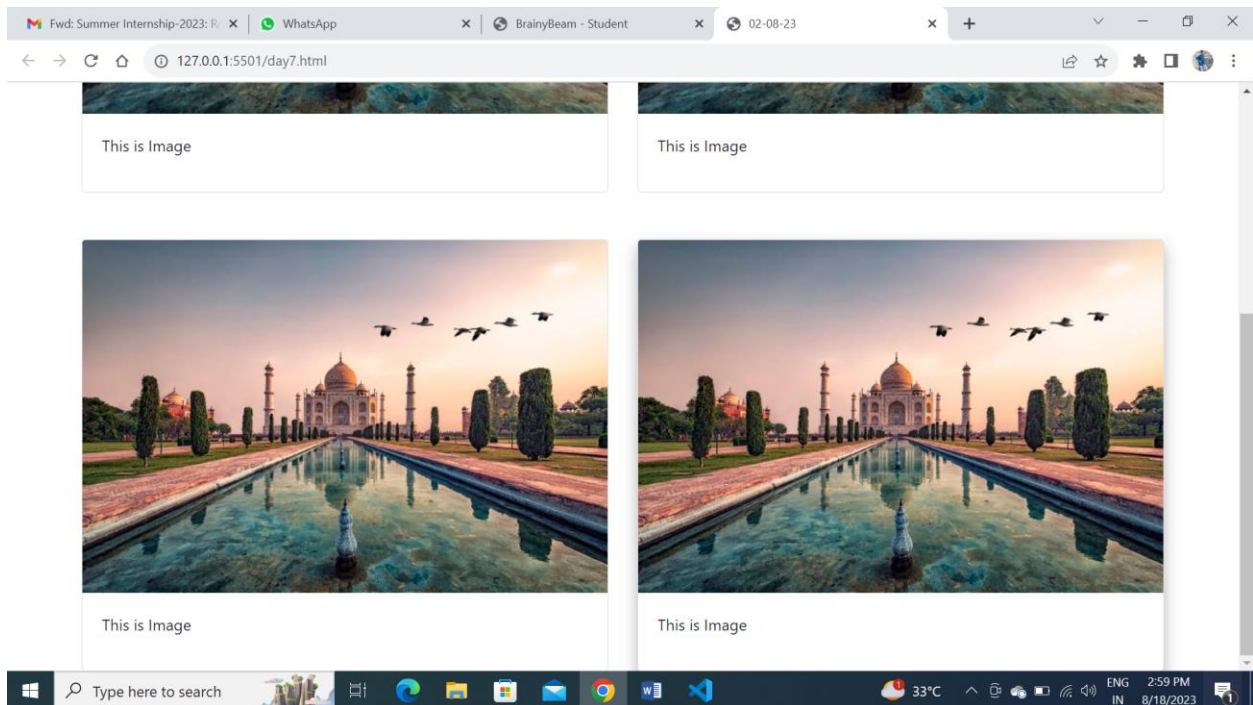 Fwd: Summer Internship-2023: R
WhatsApp
BrainyBeam - Student
02-08-23
127.0.0.1:5501/day7.html
This is Image
This is Image
This is Image
This is Image
Type here to search
33°C
ENG
IN
2:59 PM
8/18/2023
1